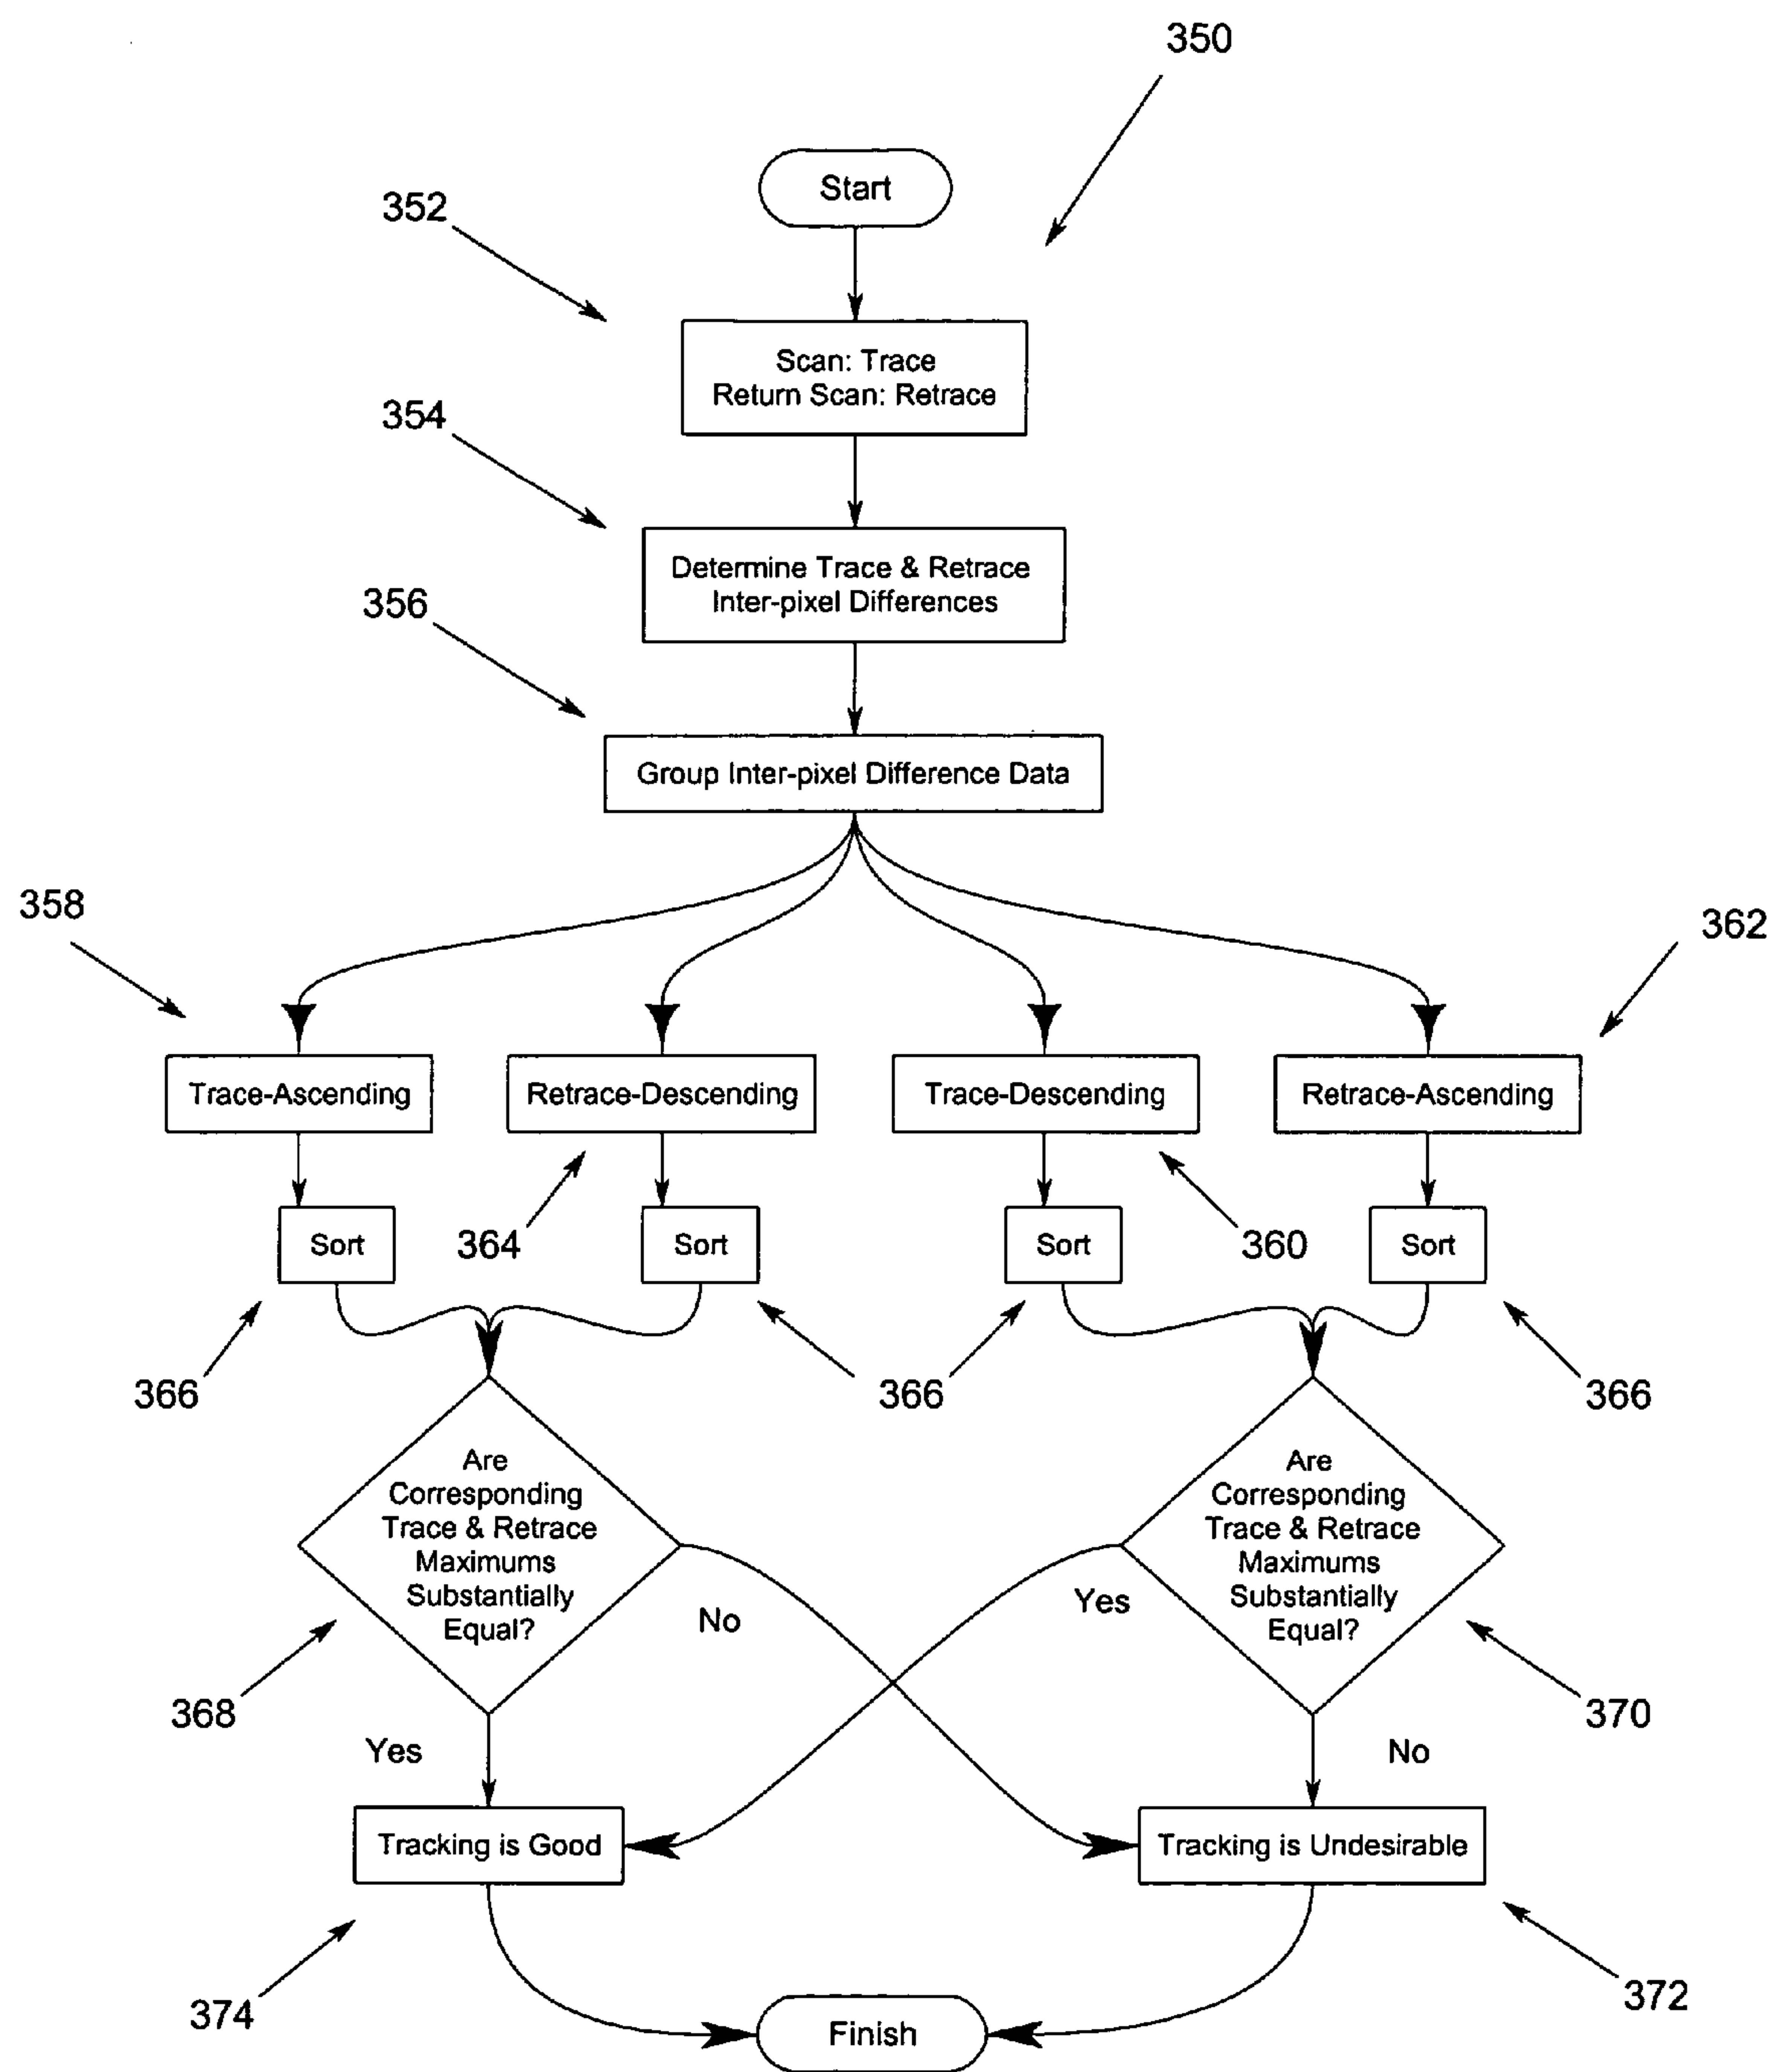 350
Start
352
Scan: Trace
Return Scan: Retrace
354
Determine Trace & Retrace
Inter-pixel Differences
356
Group Inter-pixel Difference Data
358
362
Trace-Ascending
Retrace-Descending
Trace-Descending
Retrace-Ascending
Sort
364
Sort
Sort
360
Sort
366
366
366
Are
Corresponding
Trace & Retrace
Maximums
Substantially
Equal?
Are
Corresponding
Trace & Retrace
Maximums
Substantially
Equal?
No
Yes
368
370
Yes
No
Tracking is Good
Tracking is Undesirable
374
372
Finish